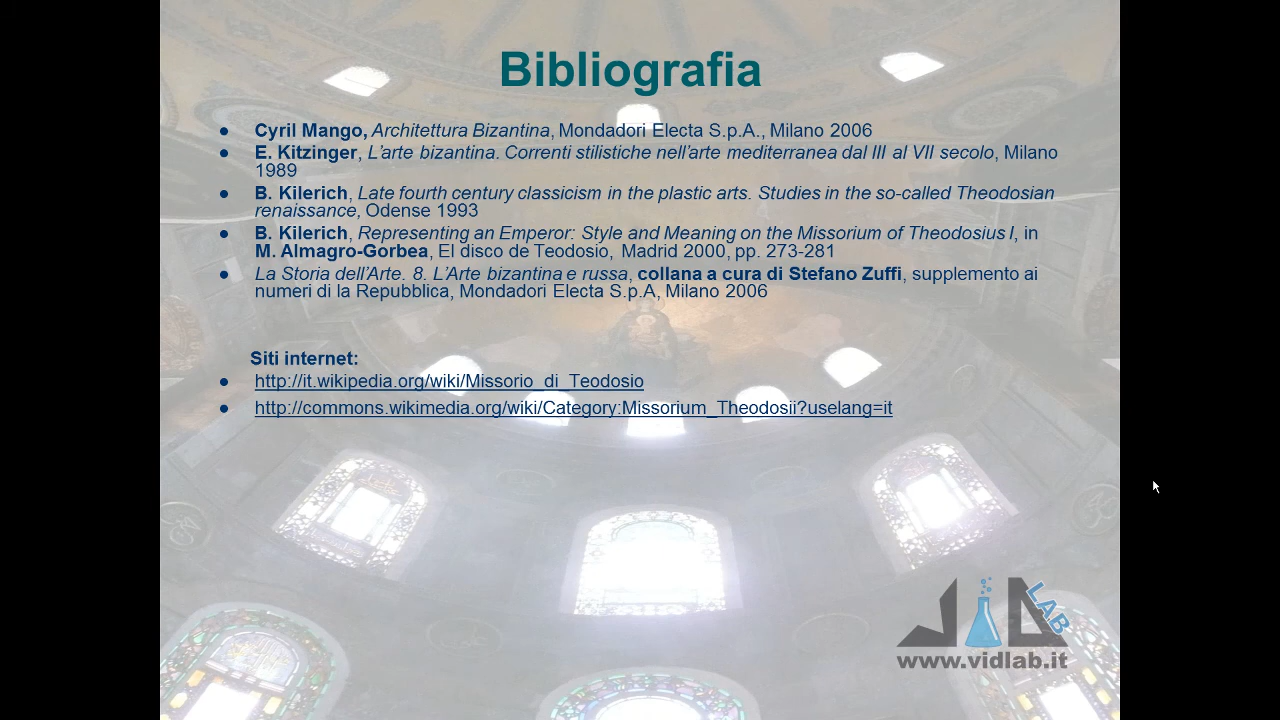 Bibliografia
● Cyril Mango, Architettura Bizantina, Mondadori Electa S.p.A., Milano 2006
● E. Kitzinger, L'arte bizantina. Correnti stilistiche nell'arte mediterranea dal III al VII secolo, Milano
1989
● B. Kilerich, Late fourth century classicism in the plastic arts. Studies in the so-called Theodosian
renaissance, Odense 1993
● B. Kilerich, Representing an Emperor: Style and Meaning on the Missorium of Theodosius I, in
M. Almagro-Gorbea, El disco de Teodosio, Madrid 2000, pp. 273-281
● La Storia dell'Arte. 8. L'Arte bizantina e russa, collana a cura di Stefano Zuffi, supplemento ai
numeri di la Repubblica, Mondadori Electa S.p.A, Milano 2006
Siti internet:
● http://it.wikipedia.org/wiki/Missorio_di_Teodosio
● http://commons.wikimedia.org/wiki/Category:Missorium_Theodosii?uselang=it
LAB
www.vidlab.it